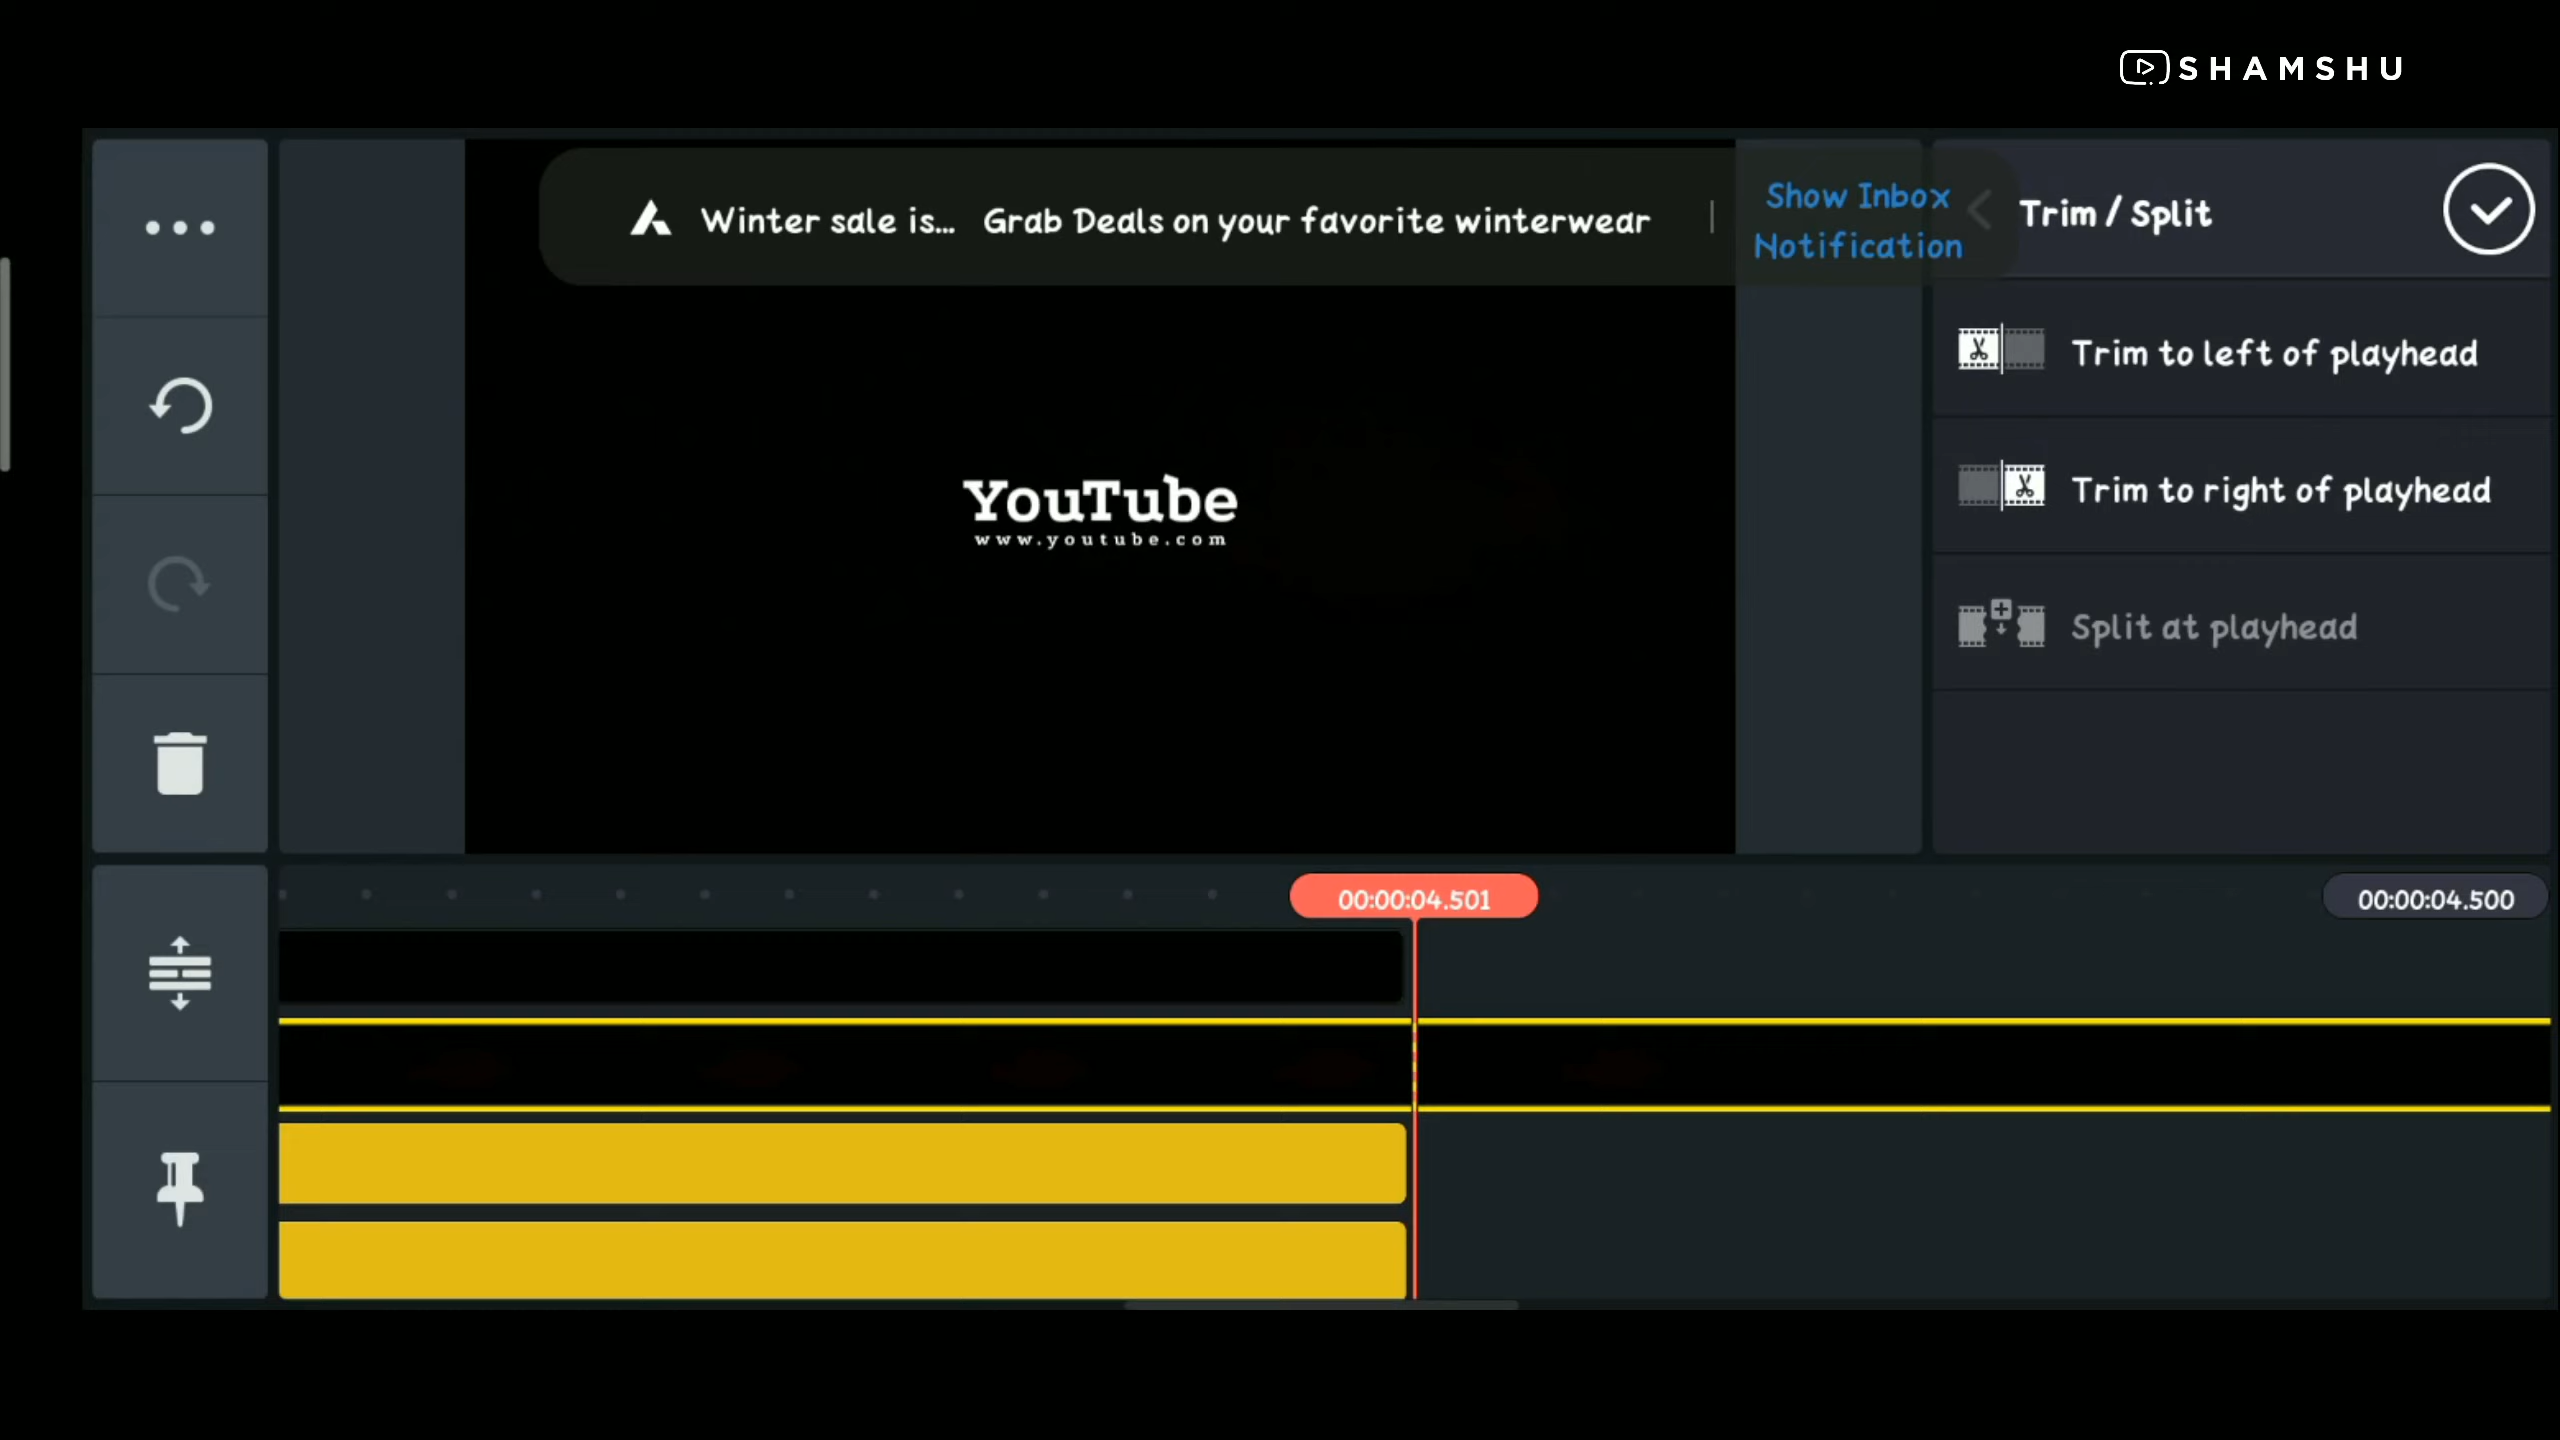 SHAMSHU
Winter sale is... Grab Deals on your favorite winterwear
Show Inbox
Notification
Trim / Split
Trim to left of playhead
Trim to right of playhead
Split at playhead
YouTube
www.youtube.com
00:00:04.501
00:00:04.500